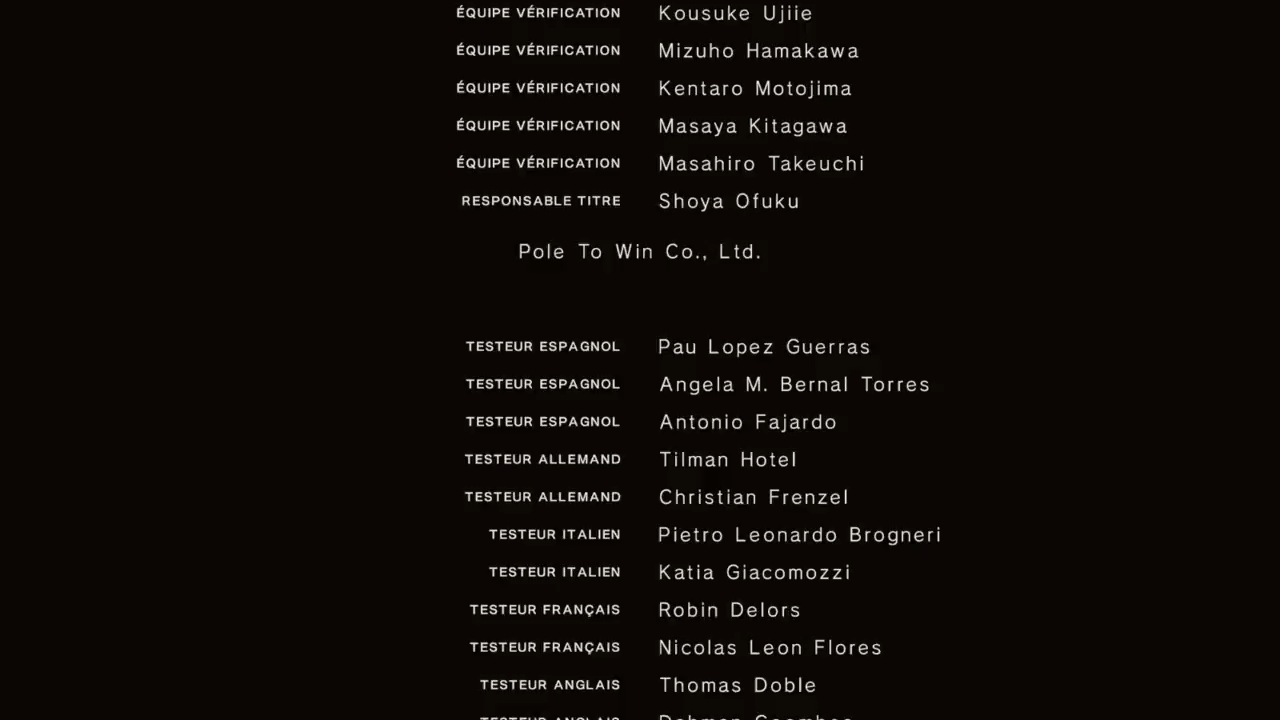 ÉQUIPE VÉRIFICATION Kousuke Ujiie
ÉQUIPE VÉRIFICATION Mizuho Hamakawa
ÉQUIPE VÉRIFICATION Kentaro Motojima
ÉQUIPE VÉRIFICATION Masaya Kitagawa
ÉQUIPE VÉRIFICATION Masahiro Takeuchi
RESPONSABLE TITRE Shoya Ofuku
Pole To Win Co., Ltd.
TESTEUR ESPAGNOL Pau Lopez Guerras
TESTEUR ESPAGNOL Angela M. Bernal Torres
TESTEUR ESPAGNOL Antonio Fajardo
TESTEUR ALLEMAND Tilman Hotel
TESTEUR ALLEMAND Christian Frenzel
TESTEUR ITALIEN Pietro Leonardo Brogneri
TESTEUR ITALIEN Katia Giacomozzi
TESTEUR FRANÇAIS Robin Delors
TESTEUR FRANÇAIS Nicolas Leon Flores
TESTEUR ANGLAIS Thomas Doble
TESTEUR ANGLAIS